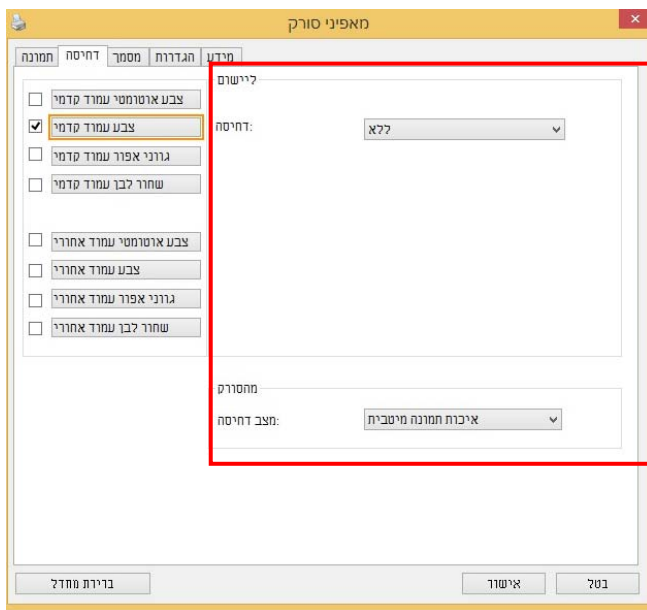 מאפיני סורק
תמונה דחיסה מסמך הגדרות מידע
צבע אוטומטי עמוד קדמי
צבע עמוד קדמי
גווני אפור עמוד קדמי
שחור לבן עמוד קדמי
צבע אוטומטי עמוד אחורי
צבע עמוד אחורי
גווני אפור עמוד אחורי
שחור לבן עמוד אחורי
ליישום
דחיסה:
ללא
מהסורק
מצב דחיסה:
איכות תמונה מיטבית
ברירת מחדל
אישור
בטל